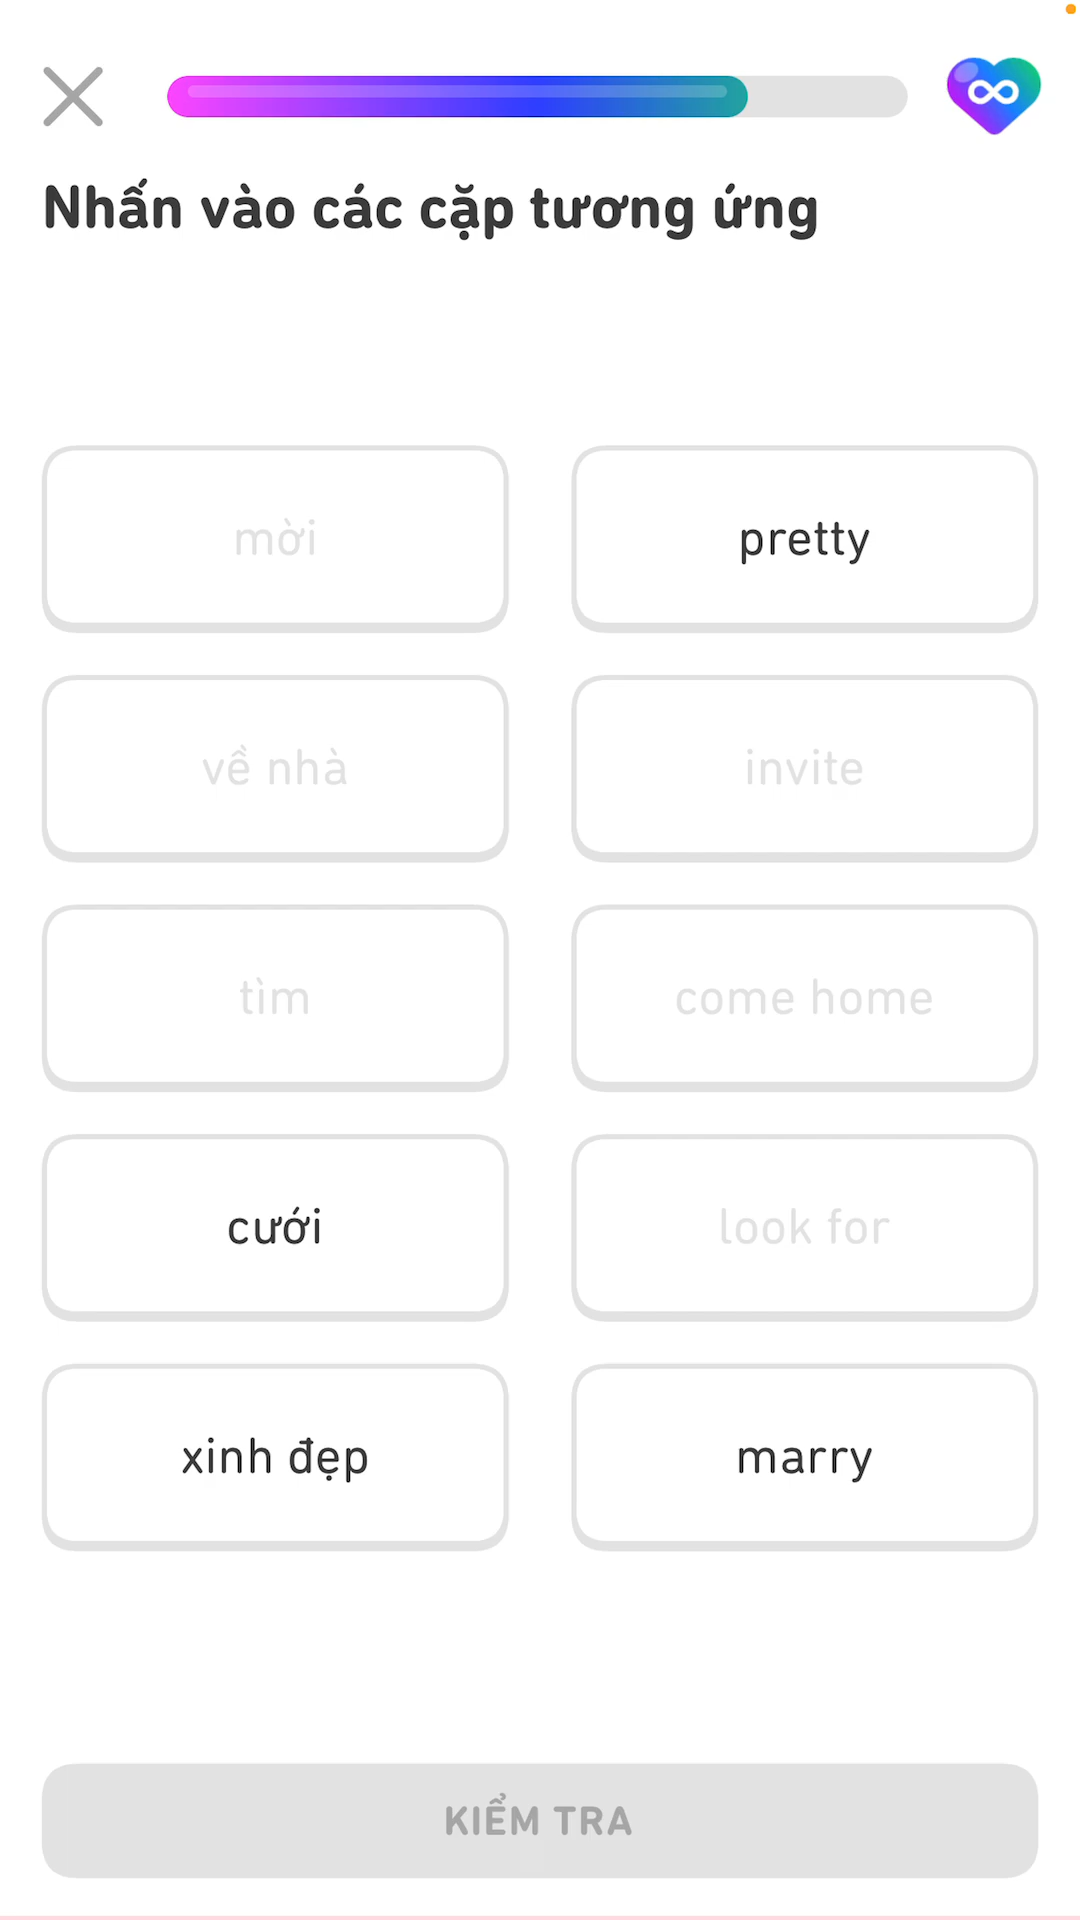 Nhấn vào các cặp tương ứng
mời
pretty
về nhà
invite
tìm
come home
cưới
look for
xinh đẹp
marry
KIỂM TRA